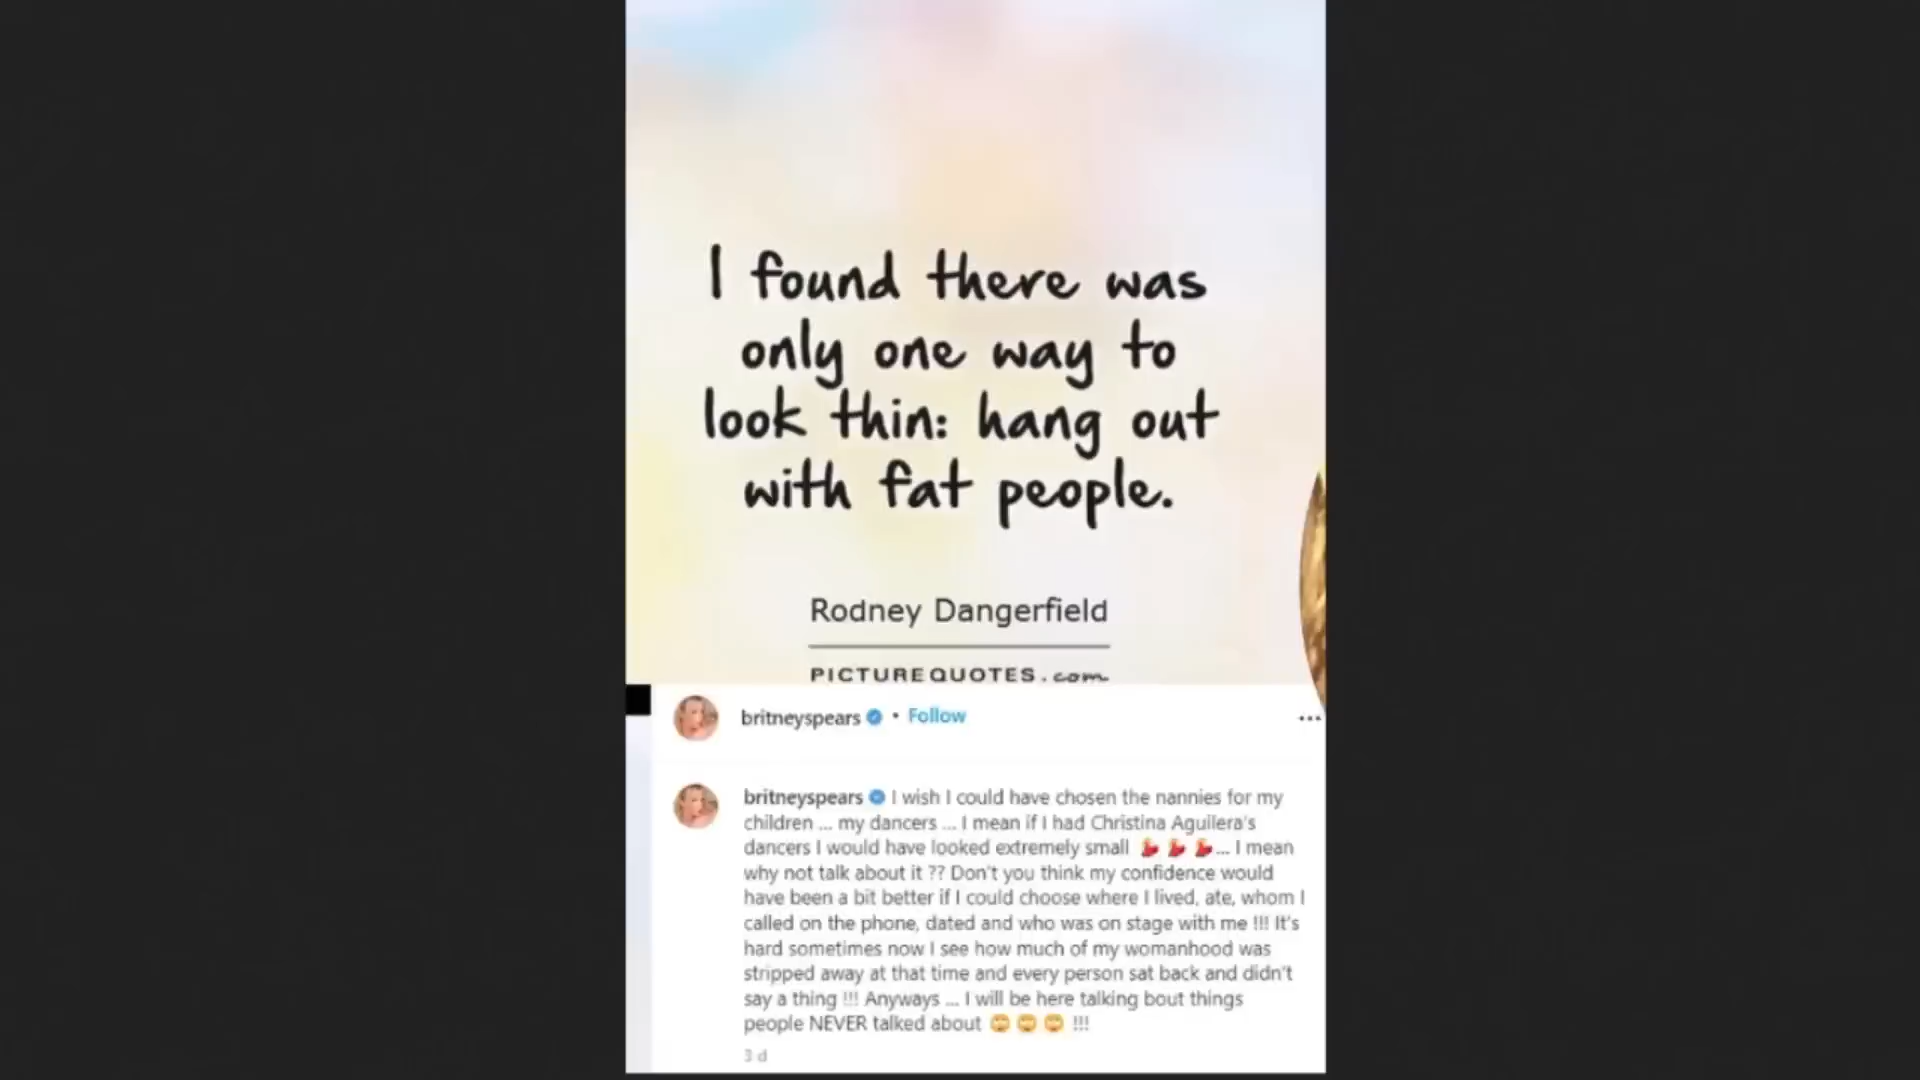 I found there was
only one way to
look thin: hang out
with fat people.
Rodney Dangerfield
PICTUREQUOTES.com
britneyspears • Follow
...
britneyspears I wish I could have chosen the nannies for my
children ... my dancers ... I mean if I had Christina Aguilera's
dancers I would have looked extremely small 💃 💃 💃... I mean
why not talk about it ?? Don't you think my confidence would
have been a bit better if I could choose where I lived, ate, whom I
called on the phone, dated and who was on stage with me !!! It's
hard sometimes now I see how much of my womanhood was
stripped away at that time and every person sat back and didn't
say a thing !!! Anyways ... I will be here talking bout things
people NEVER talked about 🙄 🙄 🙄 !!!
3 d